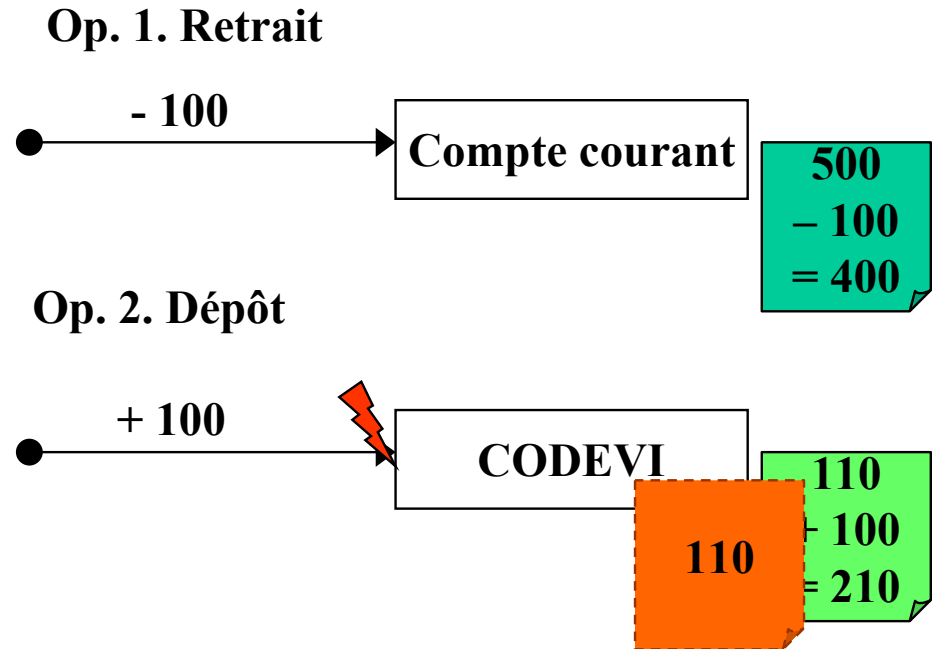 Op. 1. Retrait
- 100
Compte courant
500
– 100
= 400
Op. 2. Dépôt
+ 100
CODEVI
110
+ 100
= 210
110